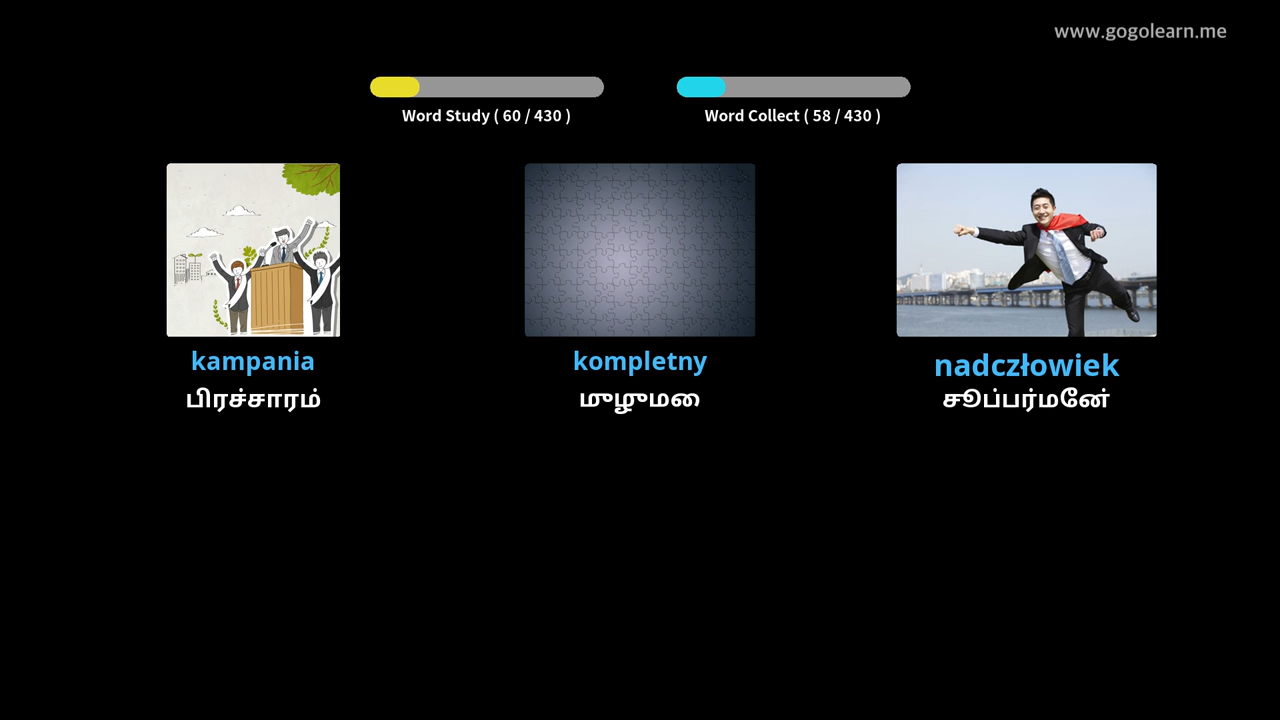 www.gogolearn.me
Word Study ( 60 / 430 )
Word Collect ( 58 / 430 )
kampania
kompletny
nadczłowiek
பிரச்சாரம்
முழுமை
சூப்பர்மேன்